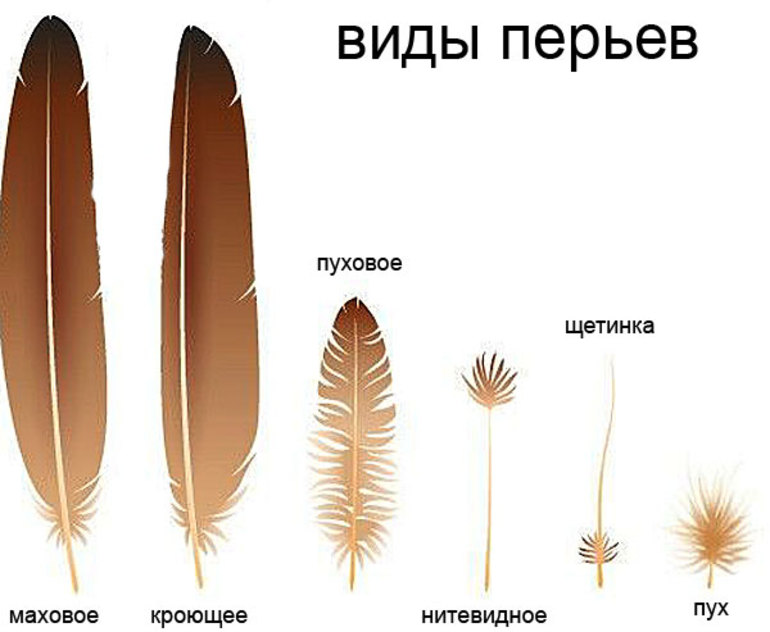 виды перьев
пуховое
щетинка
маховое
кроющее
нитевидное
пух